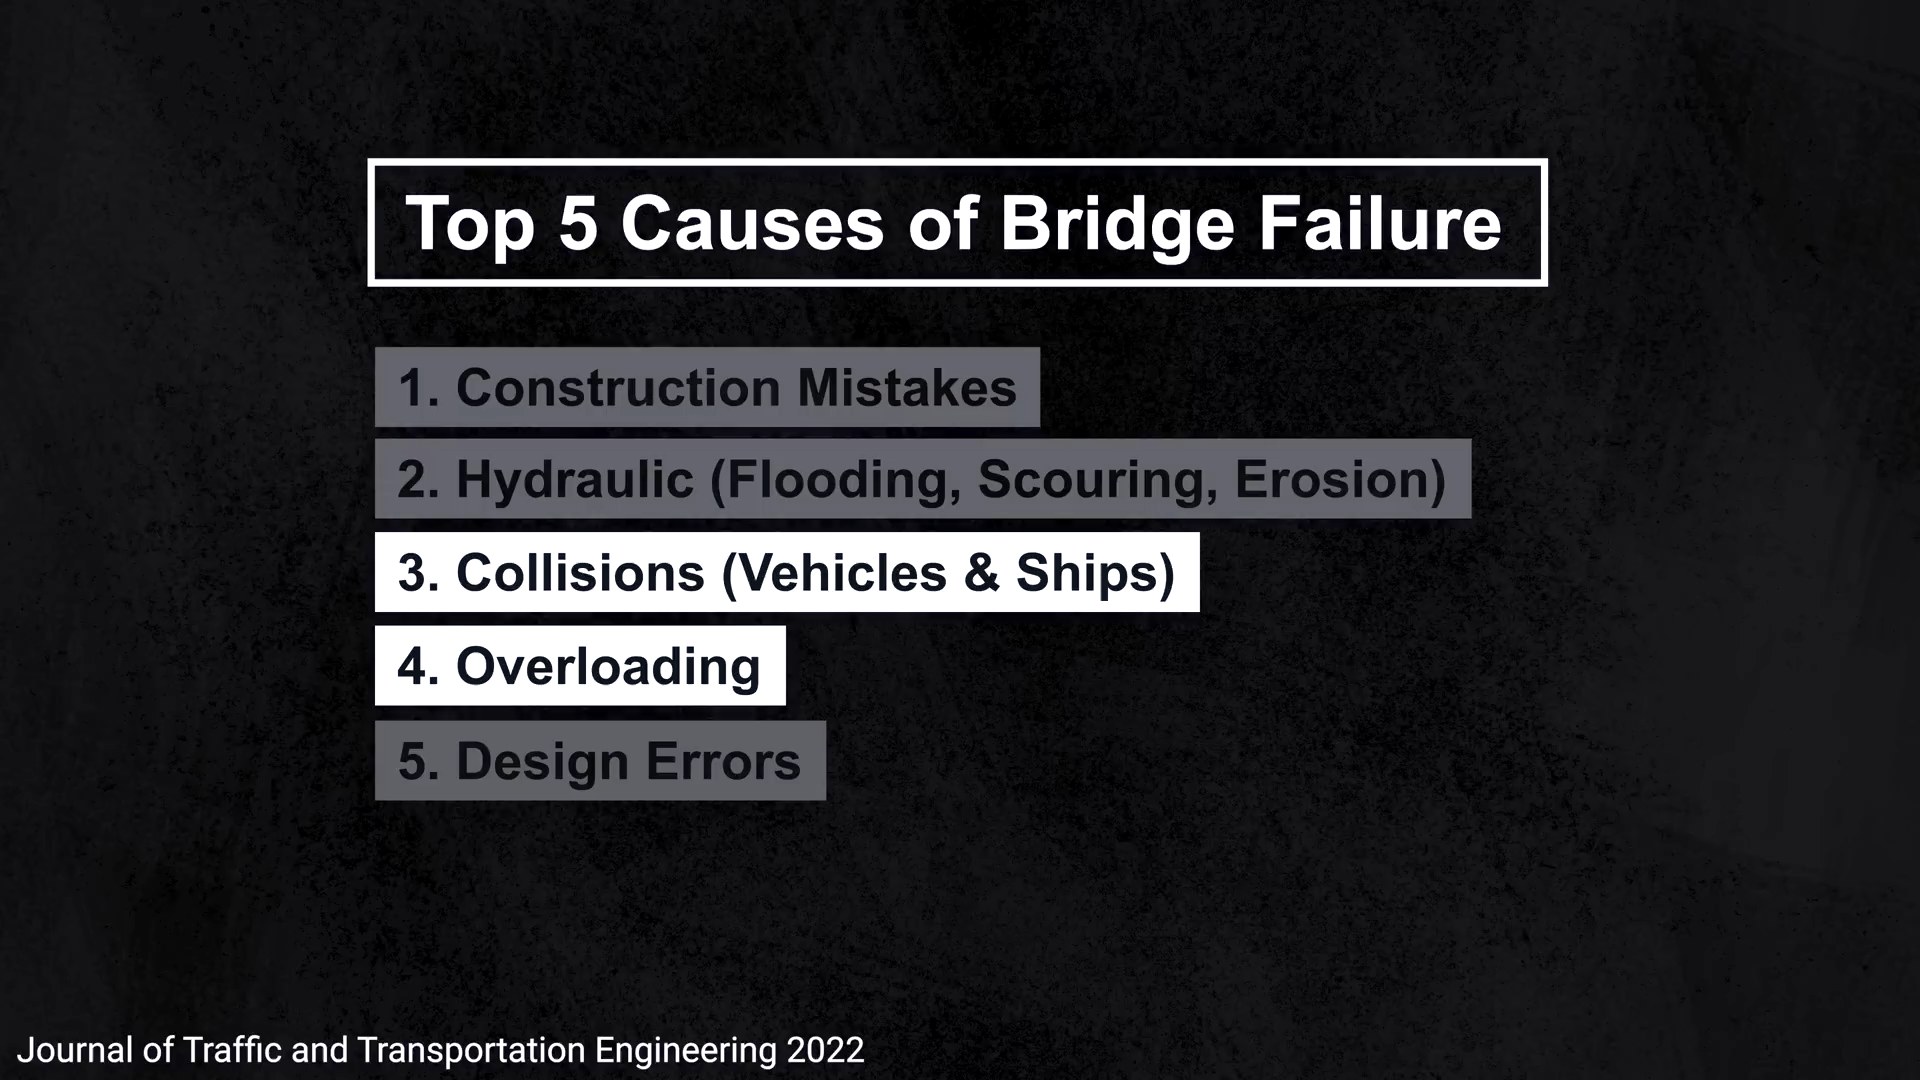 Top 5 Causes of Bridge Failure
1. Construction Mistakes
2. Hydraulic (Flooding, Scouring, Erosion)
3. Collisions (Vehicles & Ships)
4. Overloading
5. Design Errors
Journal of Traffic and Transportation Engineering 2022